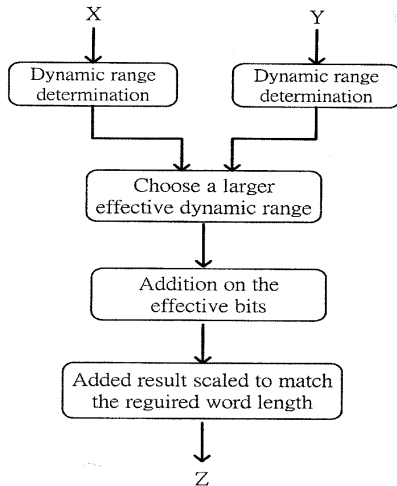 X
Y
Dynamic range
determination
Dynamic range
determination
Choose a larger
effective dynamic range
Addition on the
effective bits
Added result scaled to match
the reguired word length
Z